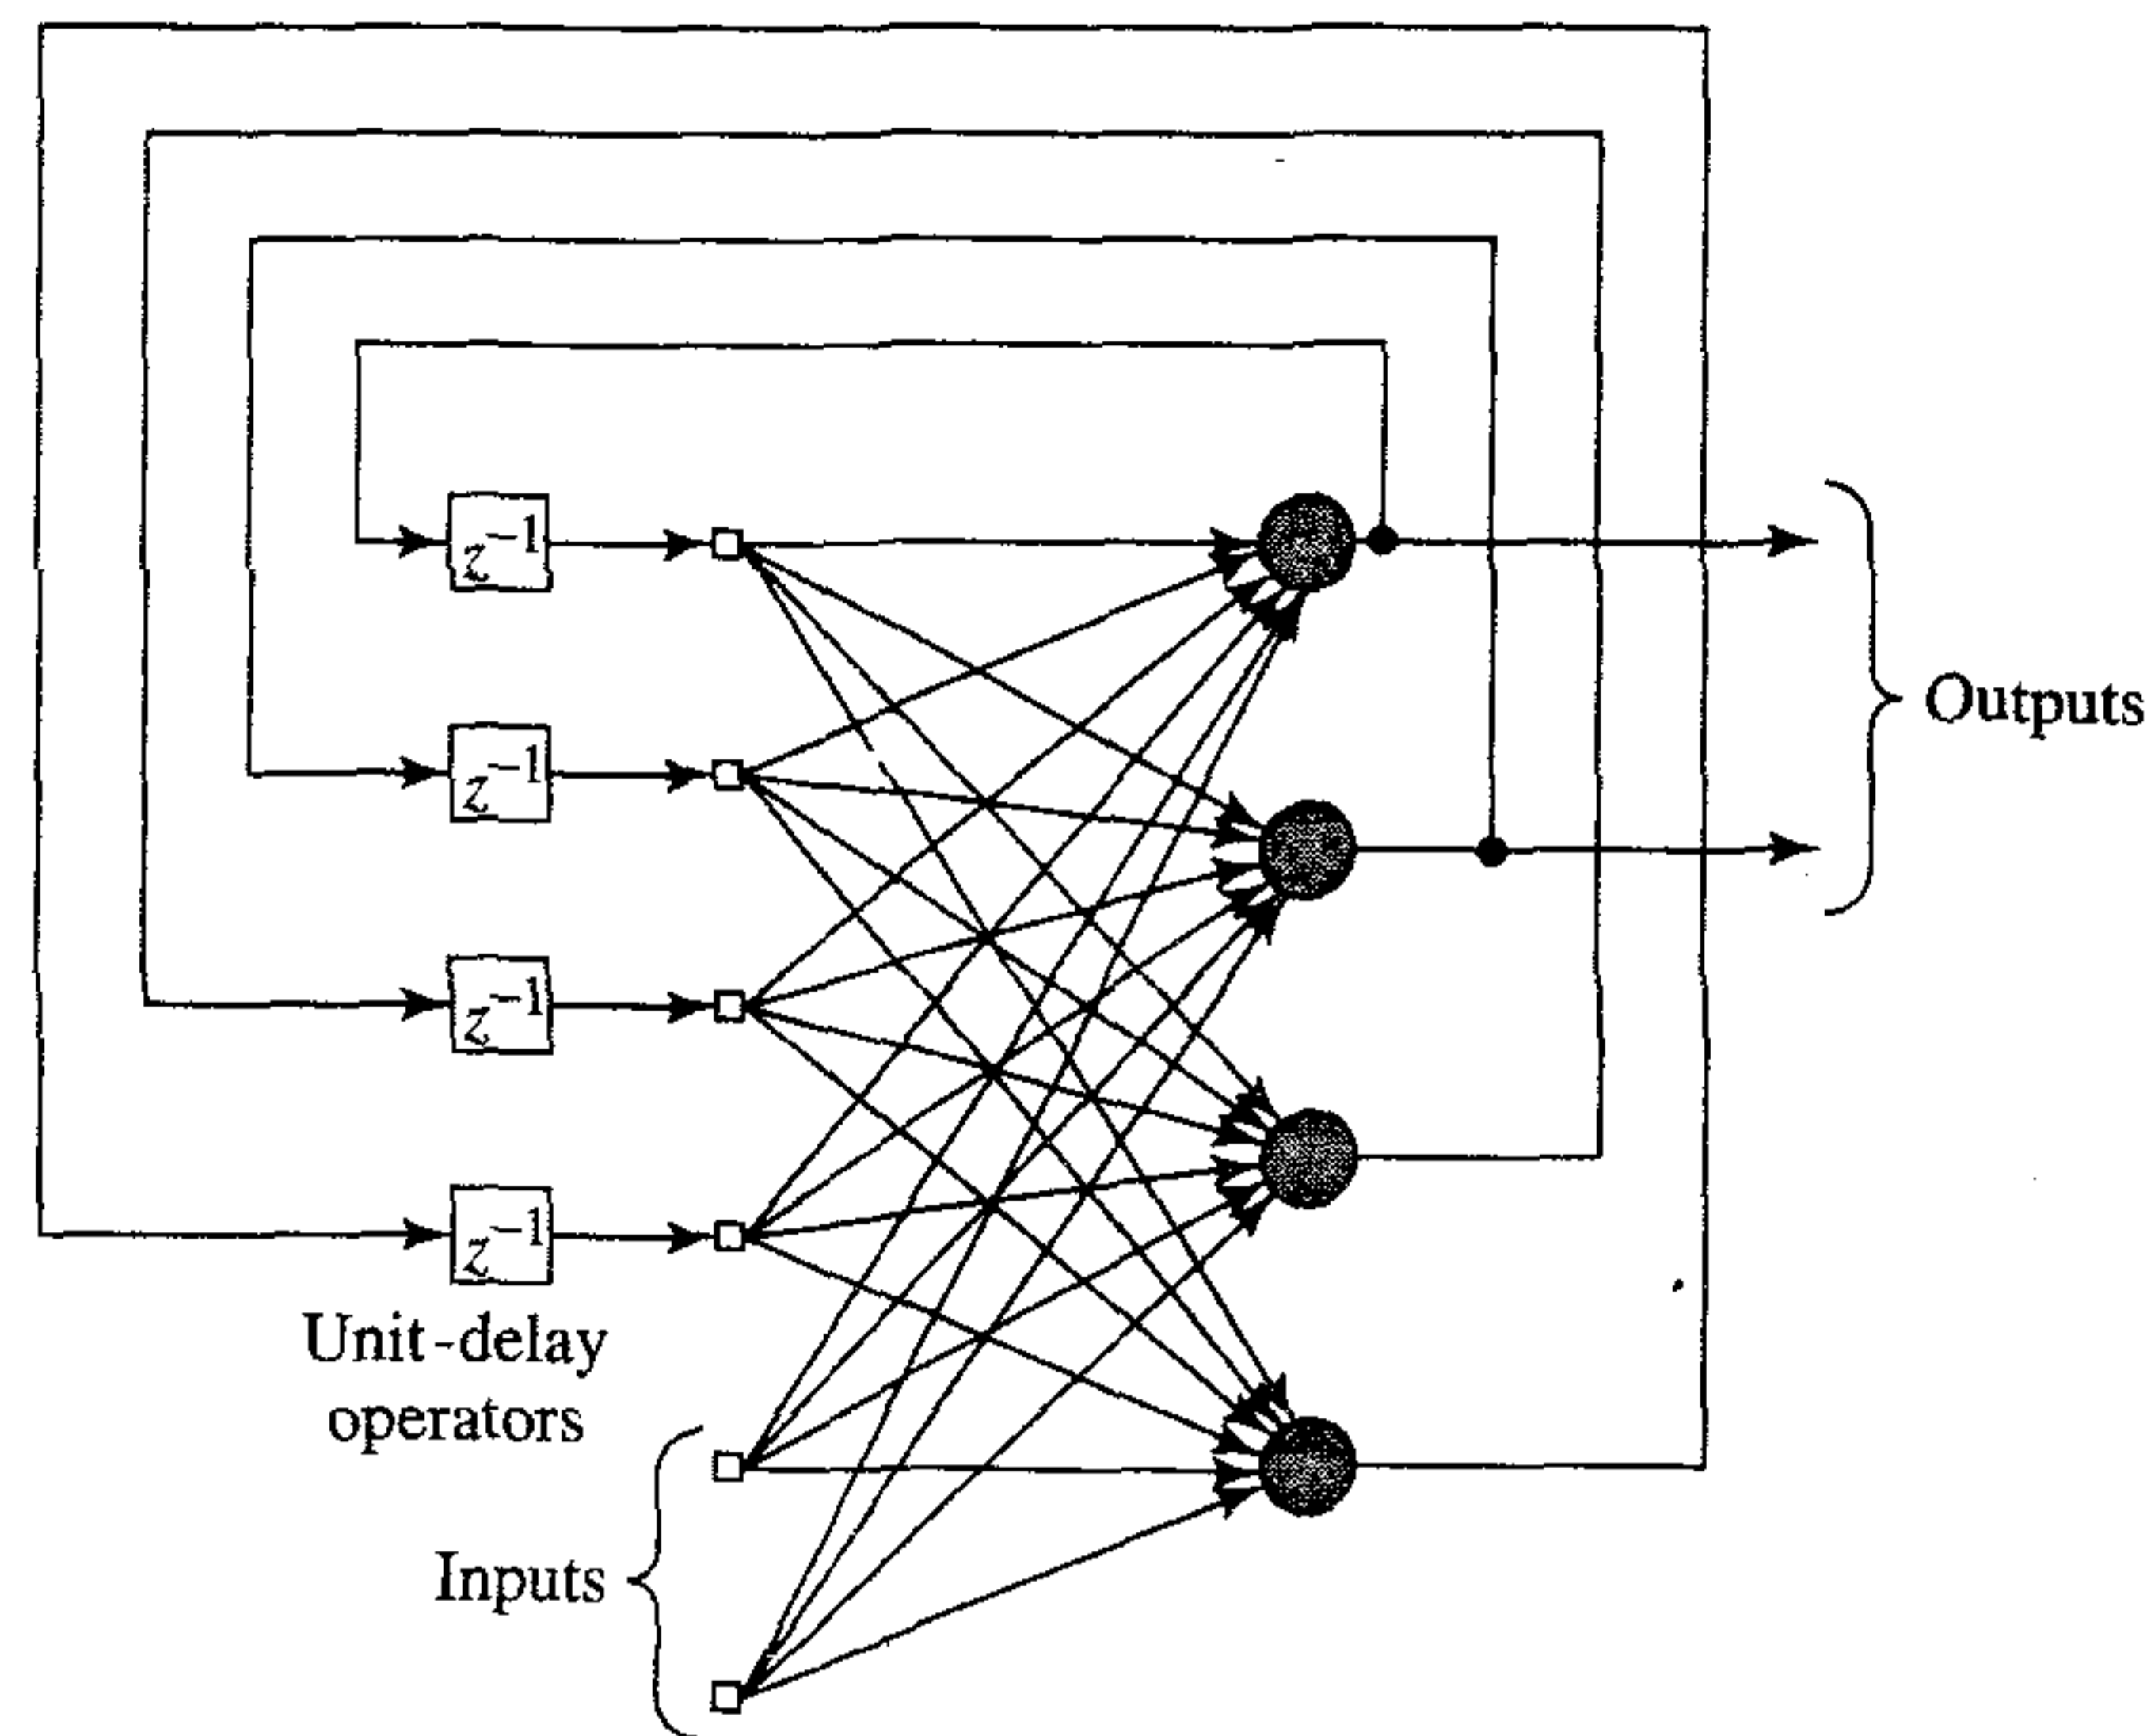 z⁻¹
z⁻¹
Outputs
z⁻¹
z⁻¹
Unit-delay
operators
Inputs